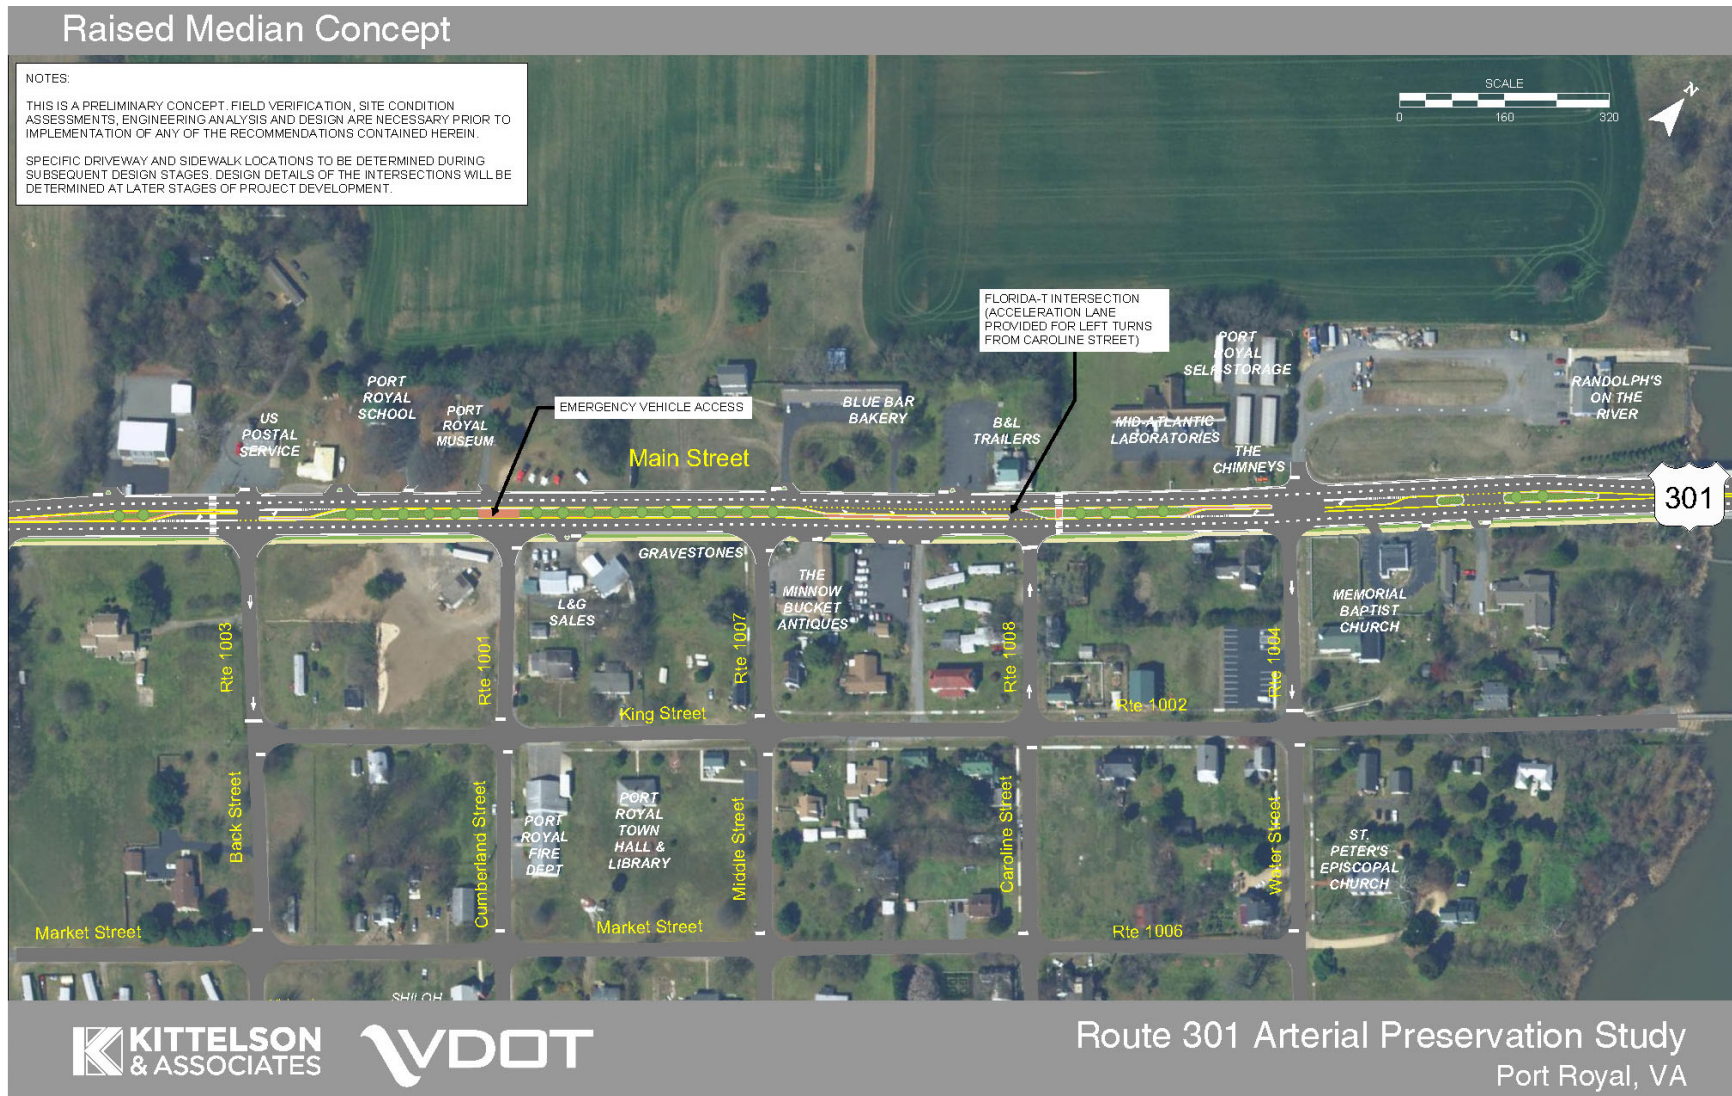 Raised Median Concept
NOTES:
THIS IS A PRELIMINARY CONCEPT. FIELD VERIFICATION, SITE CONDITION
ASSESSMENTS, ENGINEERING ANALYSIS AND DESIGN ARE NECESSARY PRIOR TO
IMPLEMENTATION OF ANY OF THE RECOMMENDATIONS CONTAINED HEREIN.
SPECIFIC DRIVEWAY AND SIDEWALK LOCATIONS TO BE DETERMINED DURING
SUBSEQUENT DESIGN STAGES. DESIGN DETAILS OF THE INTERSECTIONS WILL BE
DETERMINED AT LATER STAGES OF PROJECT DEVELOPMENT.
SCALE
0 160 320
N
FLORIDA-T INTERSECTION
(ACCELERATION LANE
PROVIDED FOR LEFT TURNS
FROM CAROLINE STREET)
EMERGENCY VEHICLE ACCESS
US
POSTAL
SERVICE
PORT
ROYAL
SCHOOL
PORT
ROYAL
MUSEUM
Main Street
BLUE BAR
BAKERY
B&L
TRAILERS
PORT
ROYAL
SELF-STORAGE
MID-ATLANTIC
LABORATORIES
THE
CHIMNEYS
RANDOLPH'S
ON THE
RIVER
301
GRAVESTONES
L&G
SALES
THE
MINNOW
BUCKET
ANTIQUES
MEMORIAL
BAPTIST
CHURCH
Rte 1003
Rte 1001
Rte 1007
Rte 1008
Rte 1004
King Street
Rte 1002
Back Street
Cumberland Street
Middle Street
Caroline Street
Water Street
PORT
ROYAL
FIRE
DEPT
PORT
ROYAL
TOWN
HALL &
LIBRARY
ST.
PETER'S
EPISCOPAL
CHURCH
Market Street
Market Street
Rte 1006
SHILOH
KITTELSON
& ASSOCIATES
VDOT
Route 301 Arterial Preservation Study
Port Royal, VA